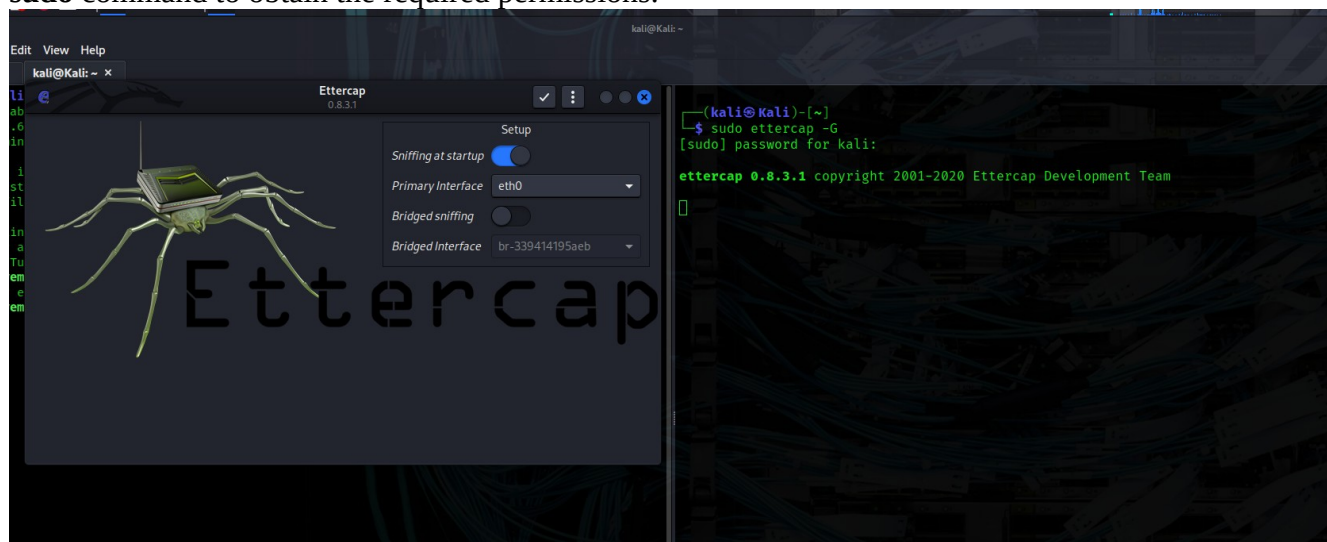 sudo command to obtain the required permissions.
kali@Kali: ~
Edit View Help
kali@Kali: ~ ×
Ettercap
0.8.3.1
Setup
Sniffing at startup
Primary Interface eth0
Bridged sniffing
Bridged Interface br-339414195aeb
Ettercap
(kali㉿Kali)-[~]
$ sudo ettercap -G
[sudo] password for kali:
ettercap 0.8.3.1 copyright 2001-2020 Ettercap Development Team